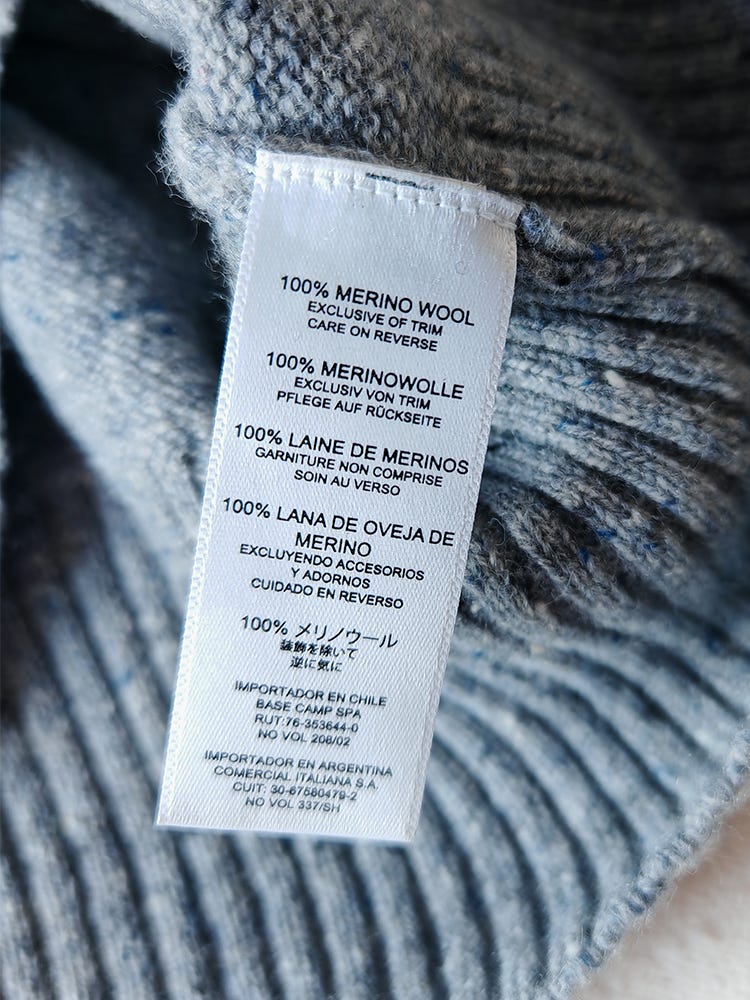 100% MERINO WOOL
EXCLUSIVE OF TRIM
CARE ON REVERSE
100% MERINOWOLLE
EXCLUSIV VON TRIM
PFLEGE AUF RÜCKSEITE
100% LAINE DE MERINOS
GARNITURE NON COMPRISE
SOIN AU VERSO
100% LANA DE OVEJA DE
MERINO
EXCLUYENDO ACCESORIOS
Y ADORNOS
CUIDADO EN REVERSO
100% メリノウール
装飾を除いて
逆に気に
IMPORTADOR EN CHILE
BASE CAMP SPA
RUT:76-353644-0
NO VOL 206/02
IMPORTADOR EN ARGENTINA
COMERCIAL ITALIANA S.A.
CUIT: 30-67580479-2
NO VOL 337/SH